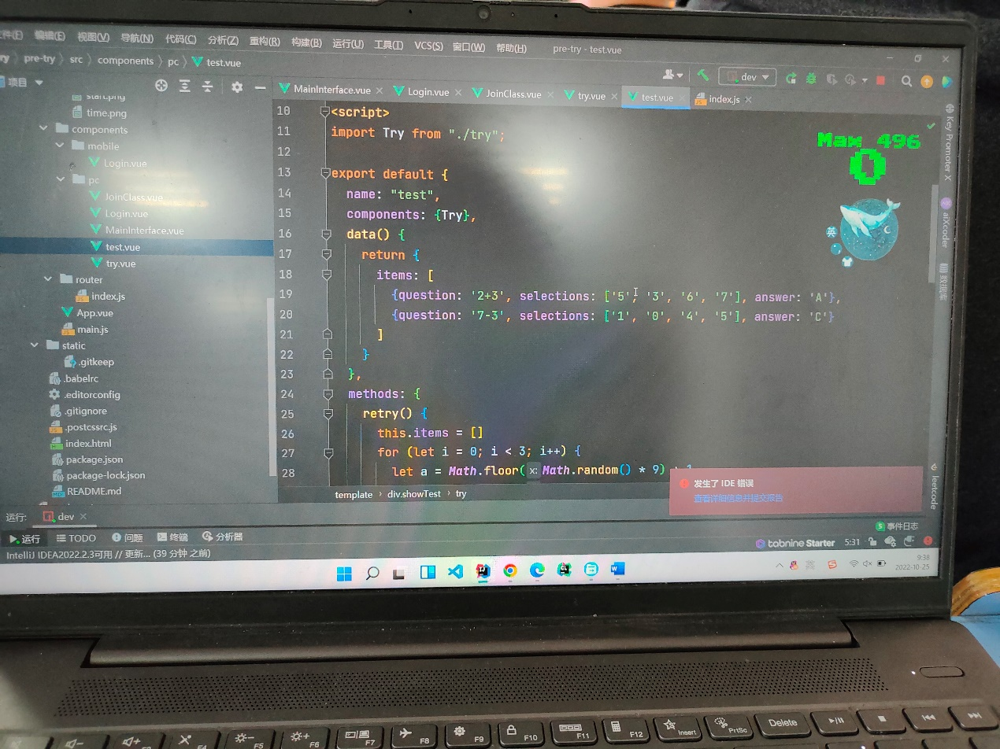 编辑(E) 视图(V) 导航(N) 代码(C) 分析(Z) 重构(R) 构建(B) 运行(U) 工具(T) VCS(S) 窗口(W) 帮助(H) pre-try - test.vue
pre-try src components pc test.vue
项目
dev
MainInterface.vue Login.vue JoinClass.vue try.vue test.vue index.js
start.png
time.png
components
mobile
Login.vue
pc
JoinClass.vue
Login.vue
MainInterface.vue
test.vue
try.vue
router
index.js
App.vue
main.js
static
.gitkeep
.babelrc
.editorconfig
.gitignore
.postcssrc.js
index.html
package.json
package-lock.json
README.md
10 <script>
11 import Try from "./try";
12
13 export default {
14 name: "test",
15 components: {Try},
16 data() {
17 return {
18 items: [
19 {question: '2+3', selections: ['5', '3', '6', '7'], answer: 'A'},
20 {question: '7-3', selections: ['1', '0', '4', '5'], answer: 'C'}
21 ]
22 }
23 },
24 methods: {
25 retry() {
26 this.items = []
27 for (let i = 0; i < 3; i++) {
28 let a = Math.floor( x: Math.random() * 9)
template div.showTest try
Max 496
0
英
Key Promoter X
aiXcoder
数据库
leetcode
发生了 IDE 错误
查看详细信息并提交报告
运行: dev
运行 TODO 问题 终端 分析器
5 事件日志
IntelliJ IDEA2022.2.3可用 // 更新... (39 分钟 之前)
tabnine Starter 5:31
9:38
2022-10-25
F4 F5 F6 F7 F8 F9 F10 F11 F12 Insert PrtSc Delete